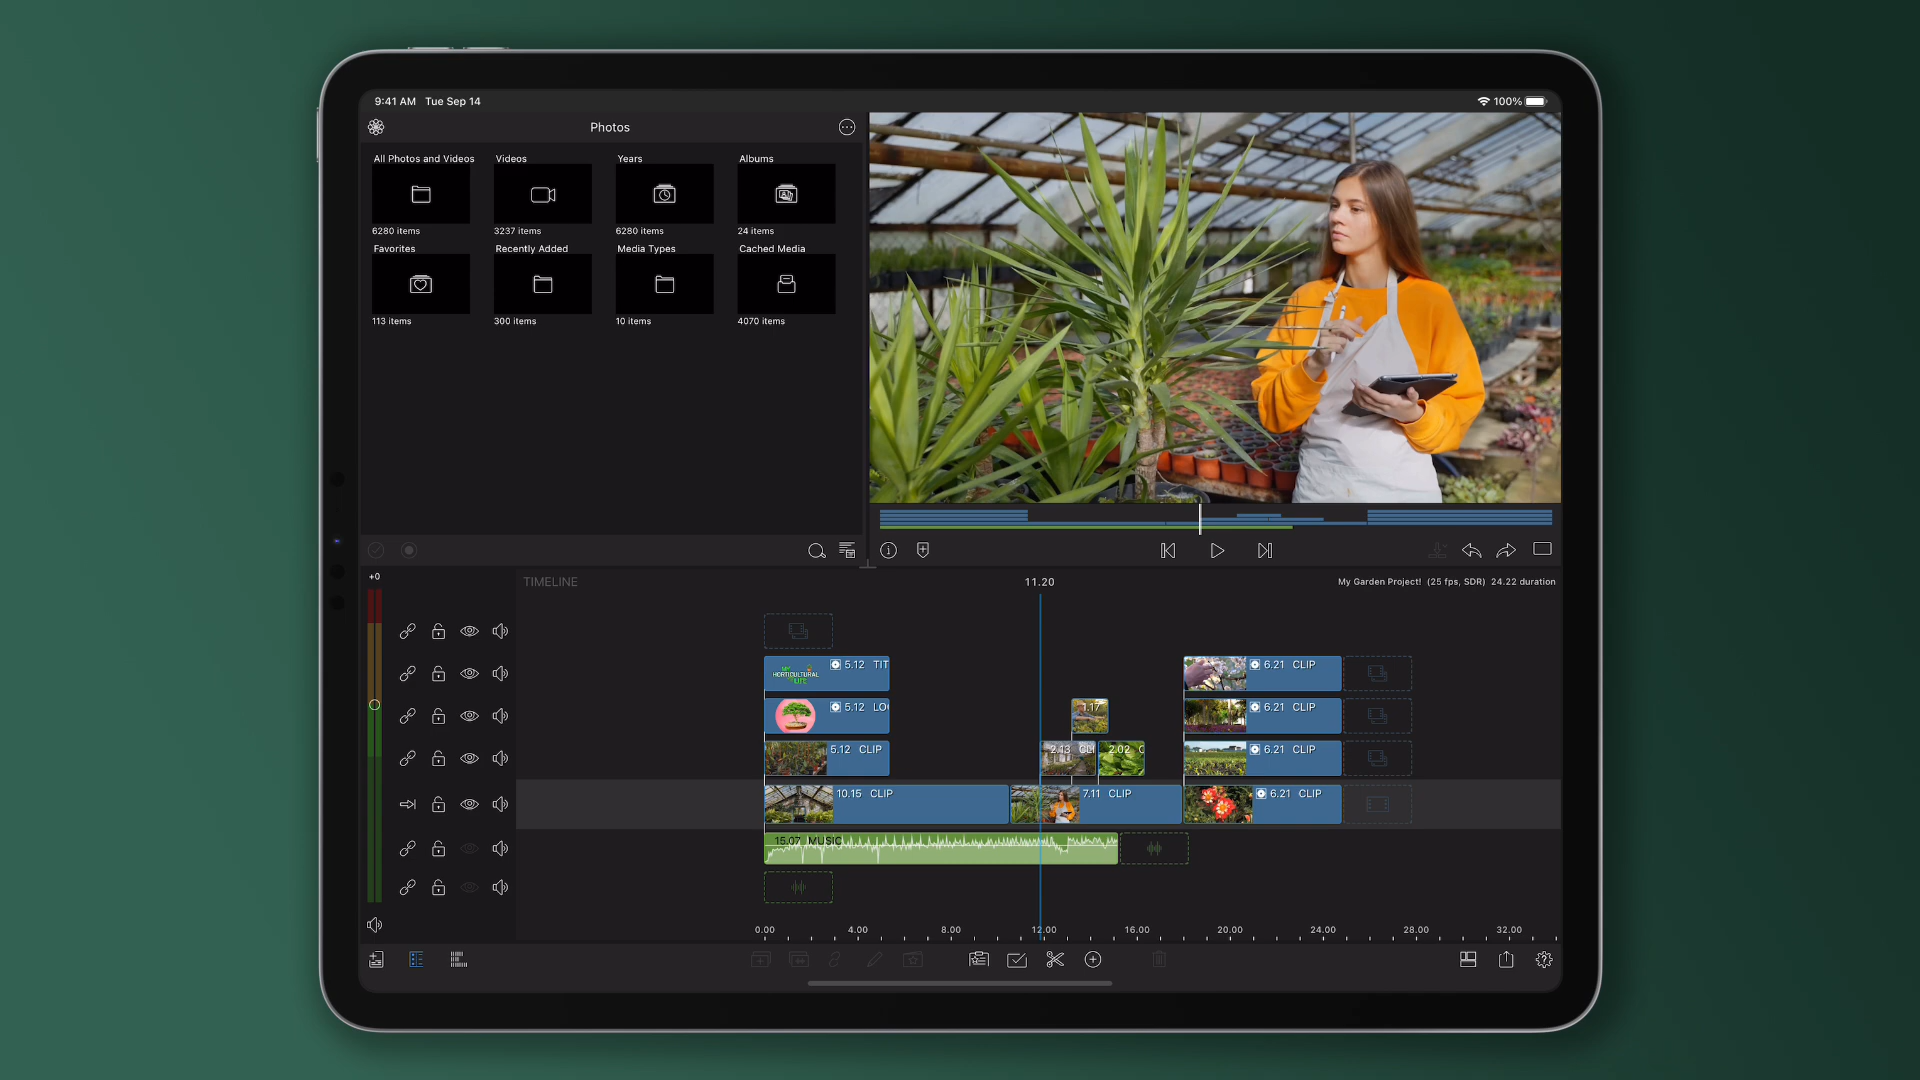 9:41 AM Tue Sep 14
100%
Photos
All Photos and Videos
Videos
Years
Albums
6280 items
3237 items
6280 items
24 items
Favorites
Recently Added
Media Types
Cached Media
113 items
300 items
10 items
4070 items
+0
TIMELINE
11.20
My Garden Project! (25 fps, SDR) 24.22 duration
MY
HORTICULTURAL
LIFE
5.12 TIT
6.21 CLIP
5.12 LO
1.17
6.21 CLIP
5.12 CLIP
2.13 CLI
2.02 C
6.21 CLIP
10.15 CLIP
7.11 CLIP
6.21 CLIP
15.07 MUSIC
0.00
4.00
8.00
12.00
16.00
20.00
24.00
28.00
32.00